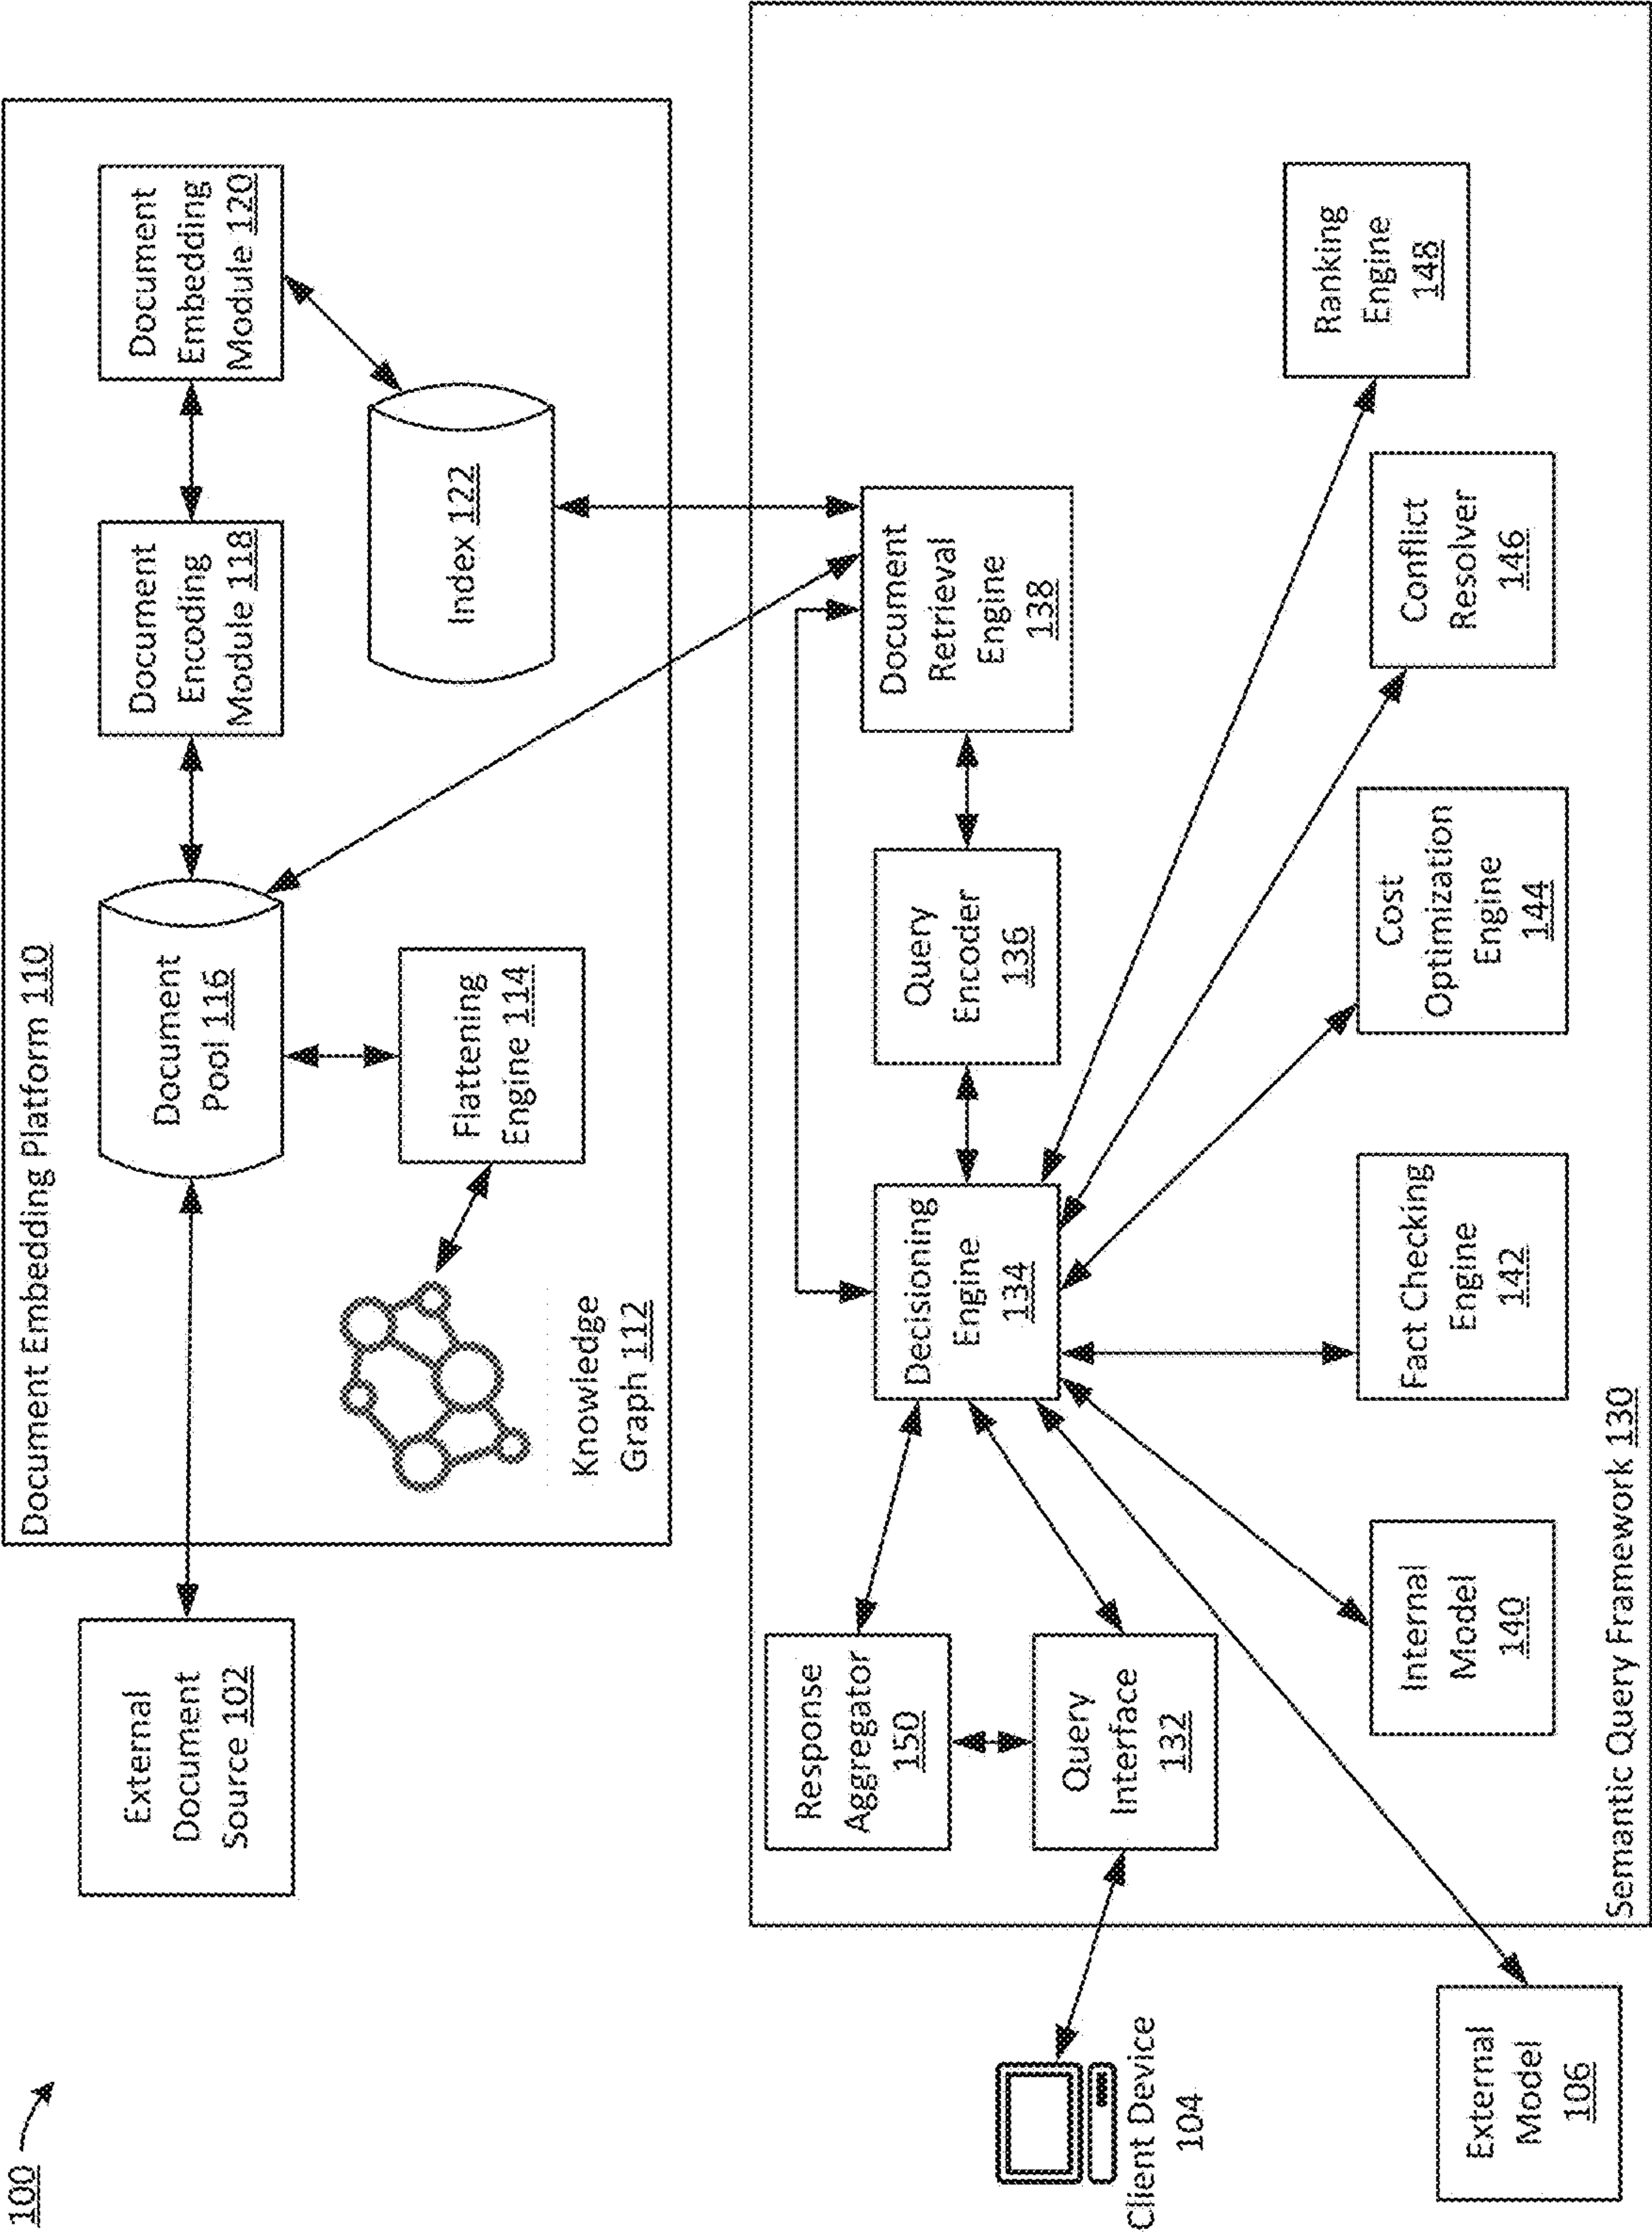 100
External
Document
Source 102
Document Embedding Platform 110
Document
Pool 116
Document
Encoding
Module 118
Document
Embedding
Module 120
Knowledge
Graph 112
Flattening
Engine 114
Index 122
Client Device
104
External
Model
106
Response
Aggregator
150
Query
Interface
132
Decisioning
Engine
134
Query
Encoder
136
Document
Retrieval
Engine
138
Internal
Model
140
Fact Checking
Engine
142
Cost
Optimization
Engine
144
Conflict
Resolver
146
Ranking
Engine
148
Semantic Query Framework 130